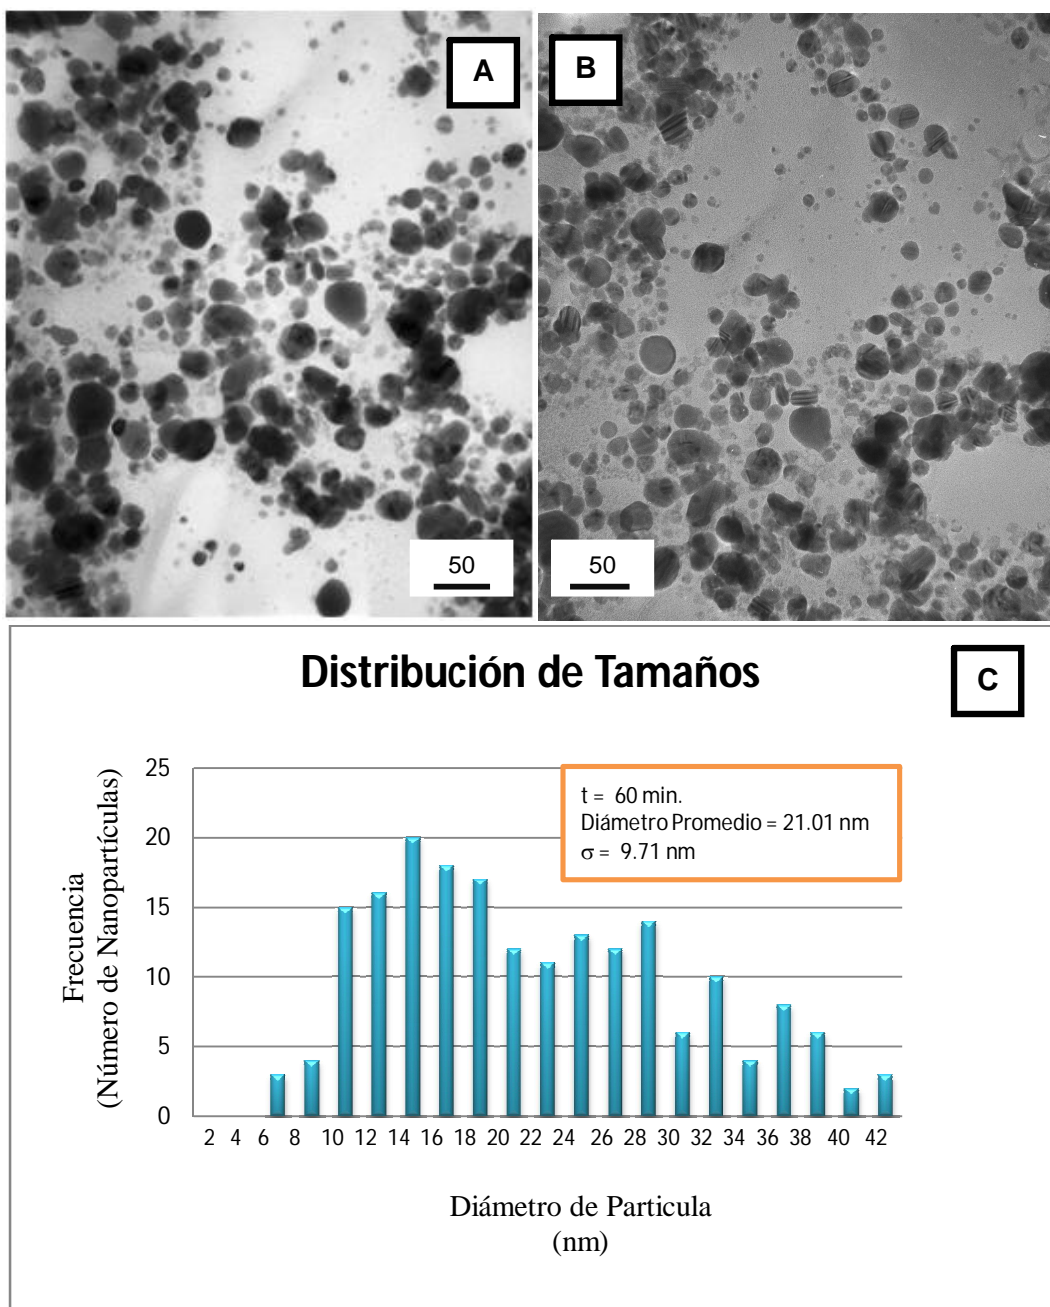 A
B
50
50
Distribución de Tamaños
C
Frecuencia
(Número de Nanopartículas)
25
20
15
10
5
0
t = 60 min.
Diámetro Promedio = 21.01 nm
σ = 9.71 nm
2 4 6 8 10 12 14 16 18 20 22 24 26 28 30 32 34 36 38 40 42
Diámetro de Particula
(nm)